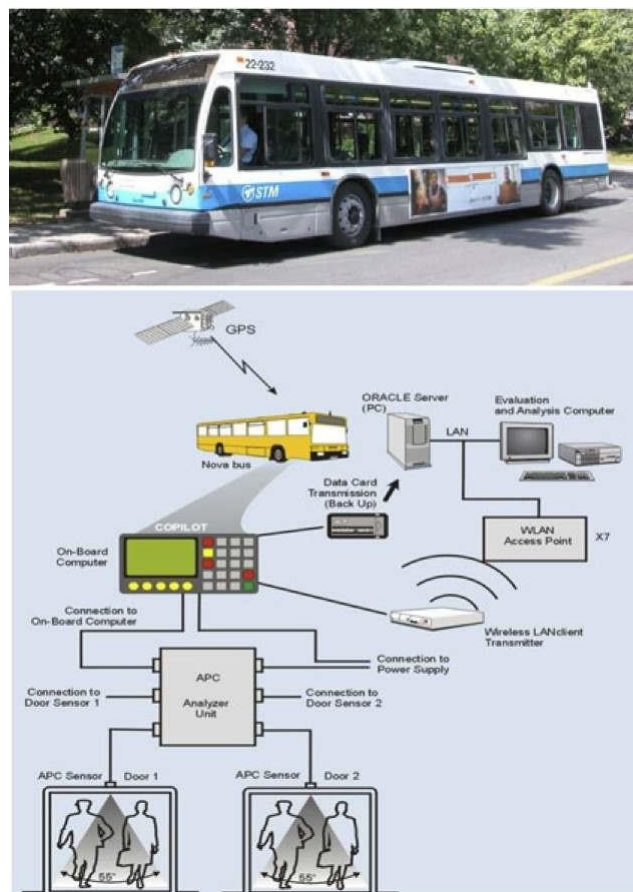 22-232
STM
GPS
ORACLE Server
(PC)
Evaluation
and Analysis Computer
LAN
Nova bus
Data Card
Transmission
(Back Up)
COPILOT
WLAN
Access Point
X7
On-Board
Computer
Connection to
On-Board Computer
Wireless LANclient
Transmitter
APC
Analyzer
Unit
Connection to
Power Supply
Connection to
Door Sensor 1
Connection to
Door Sensor 2
APC Sensor Door 1
APC Sensor Door 2
55°
55°